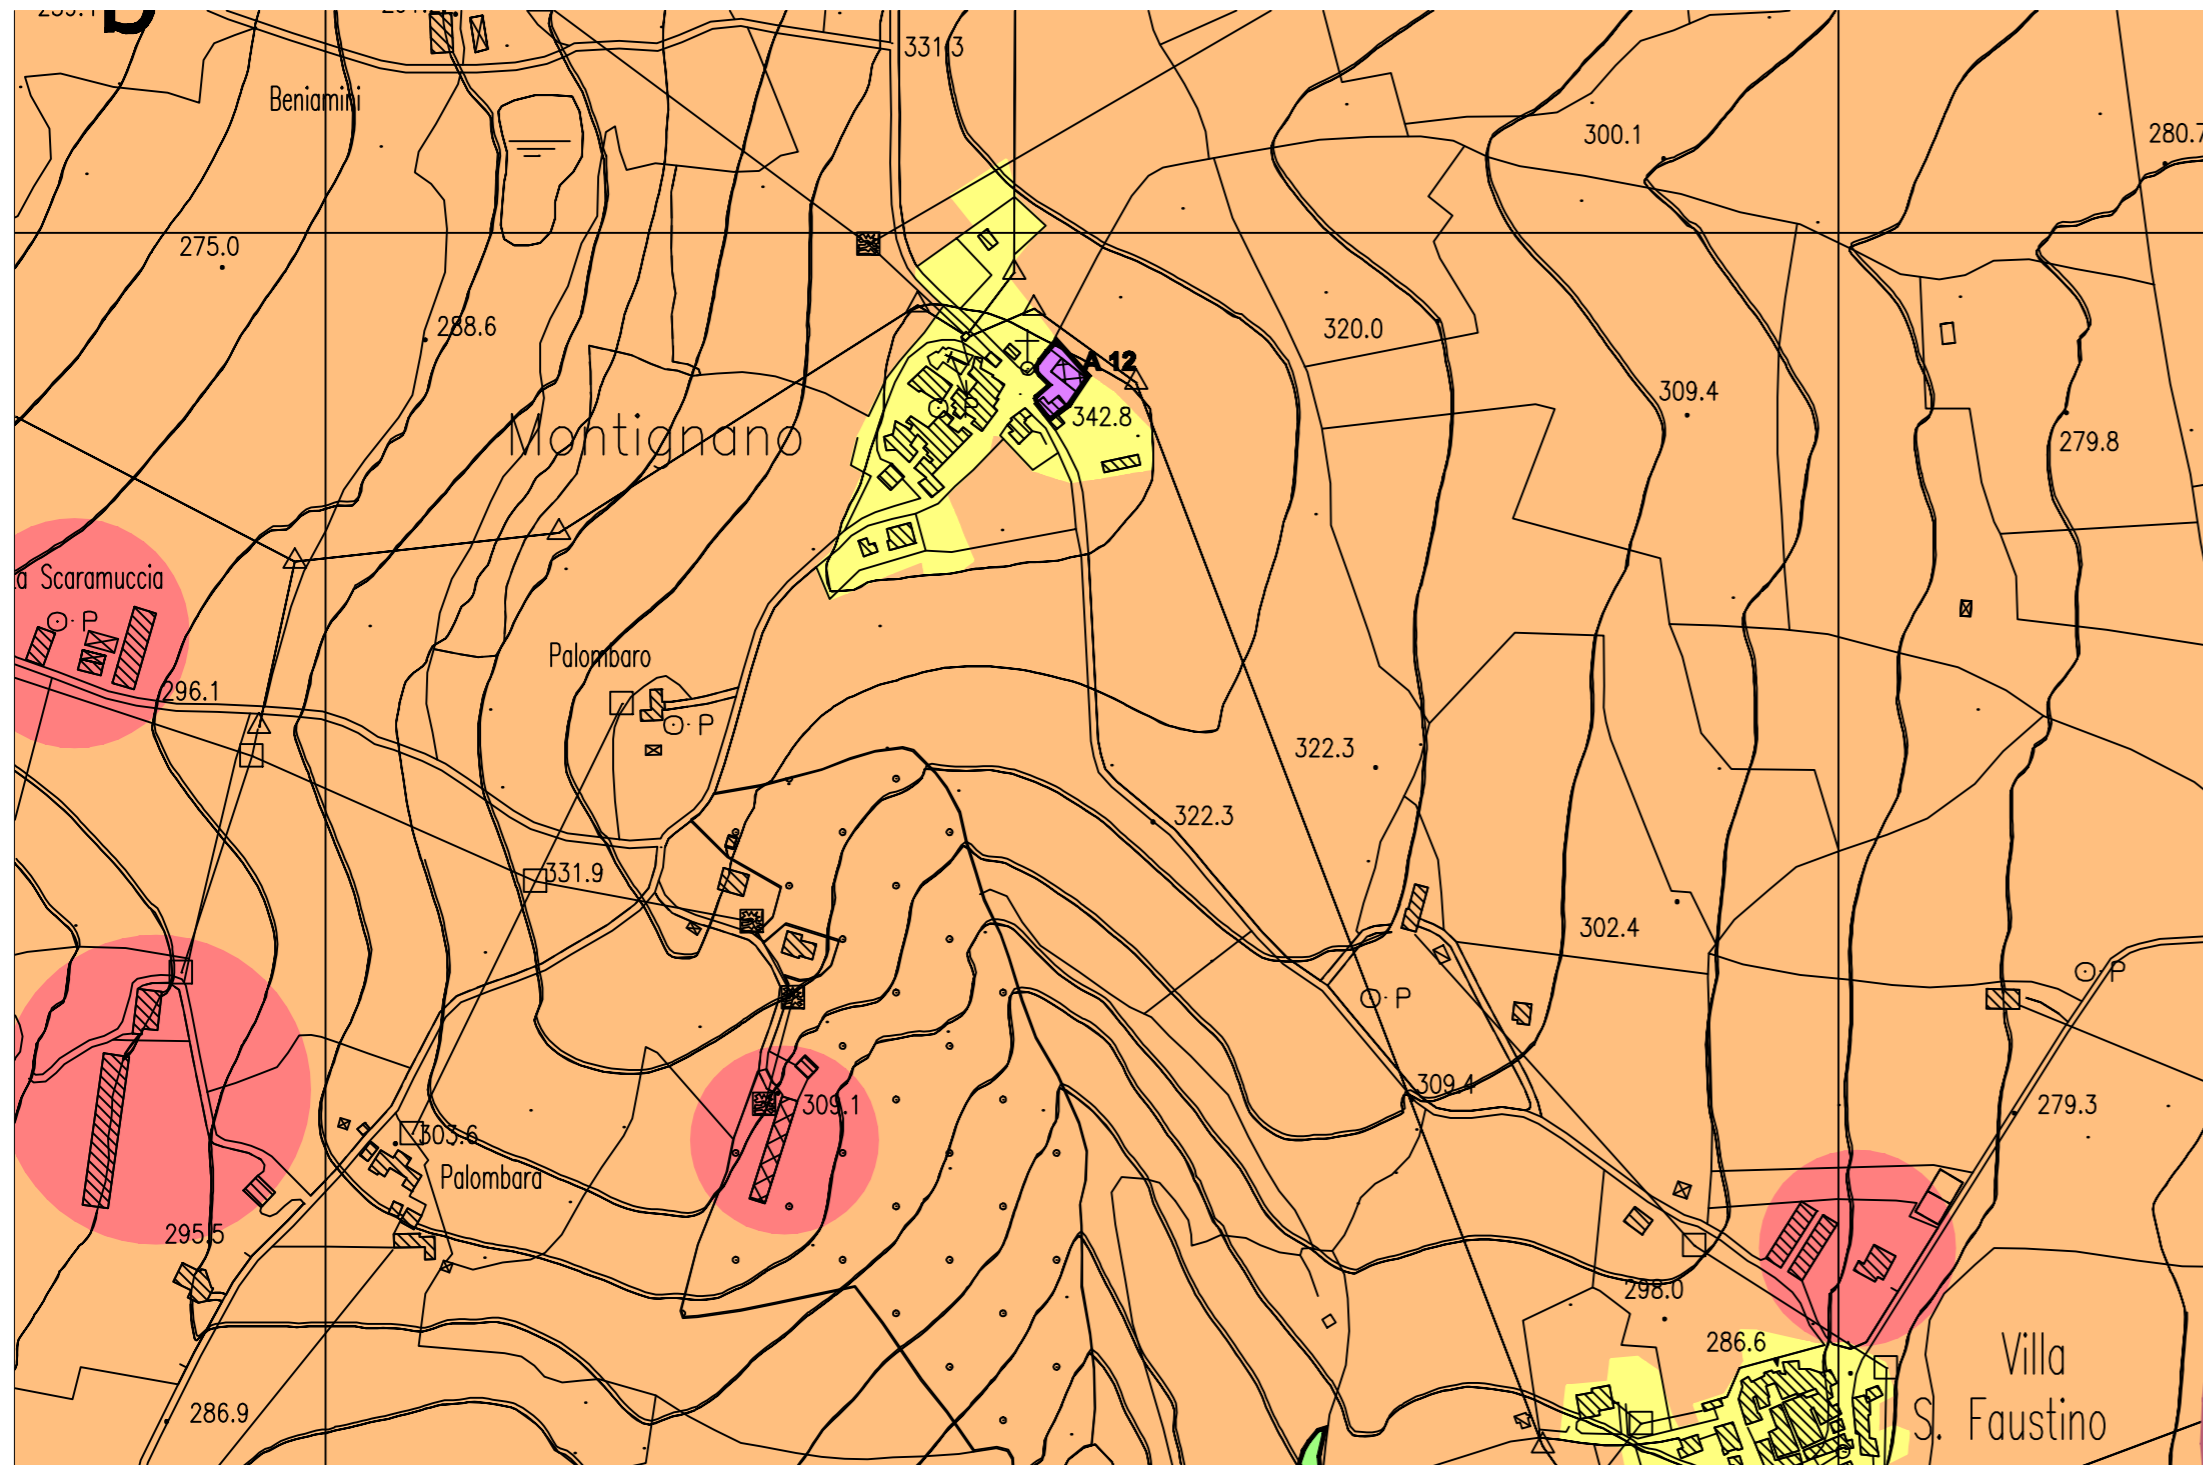 331.3
Beniamini
300.1
280.7
275.0
288.6
320.0
A 12
309.4
342.8
P
Montignano
279.8
a Scaramuccia
P
Palombaro
296.1
P
322.3
322.3
331.9
302.4
P
P
309.4
309.1
279.3
303.6
Palombara
295.5
298.0
286.6
Villa
S. Faustino
286.9